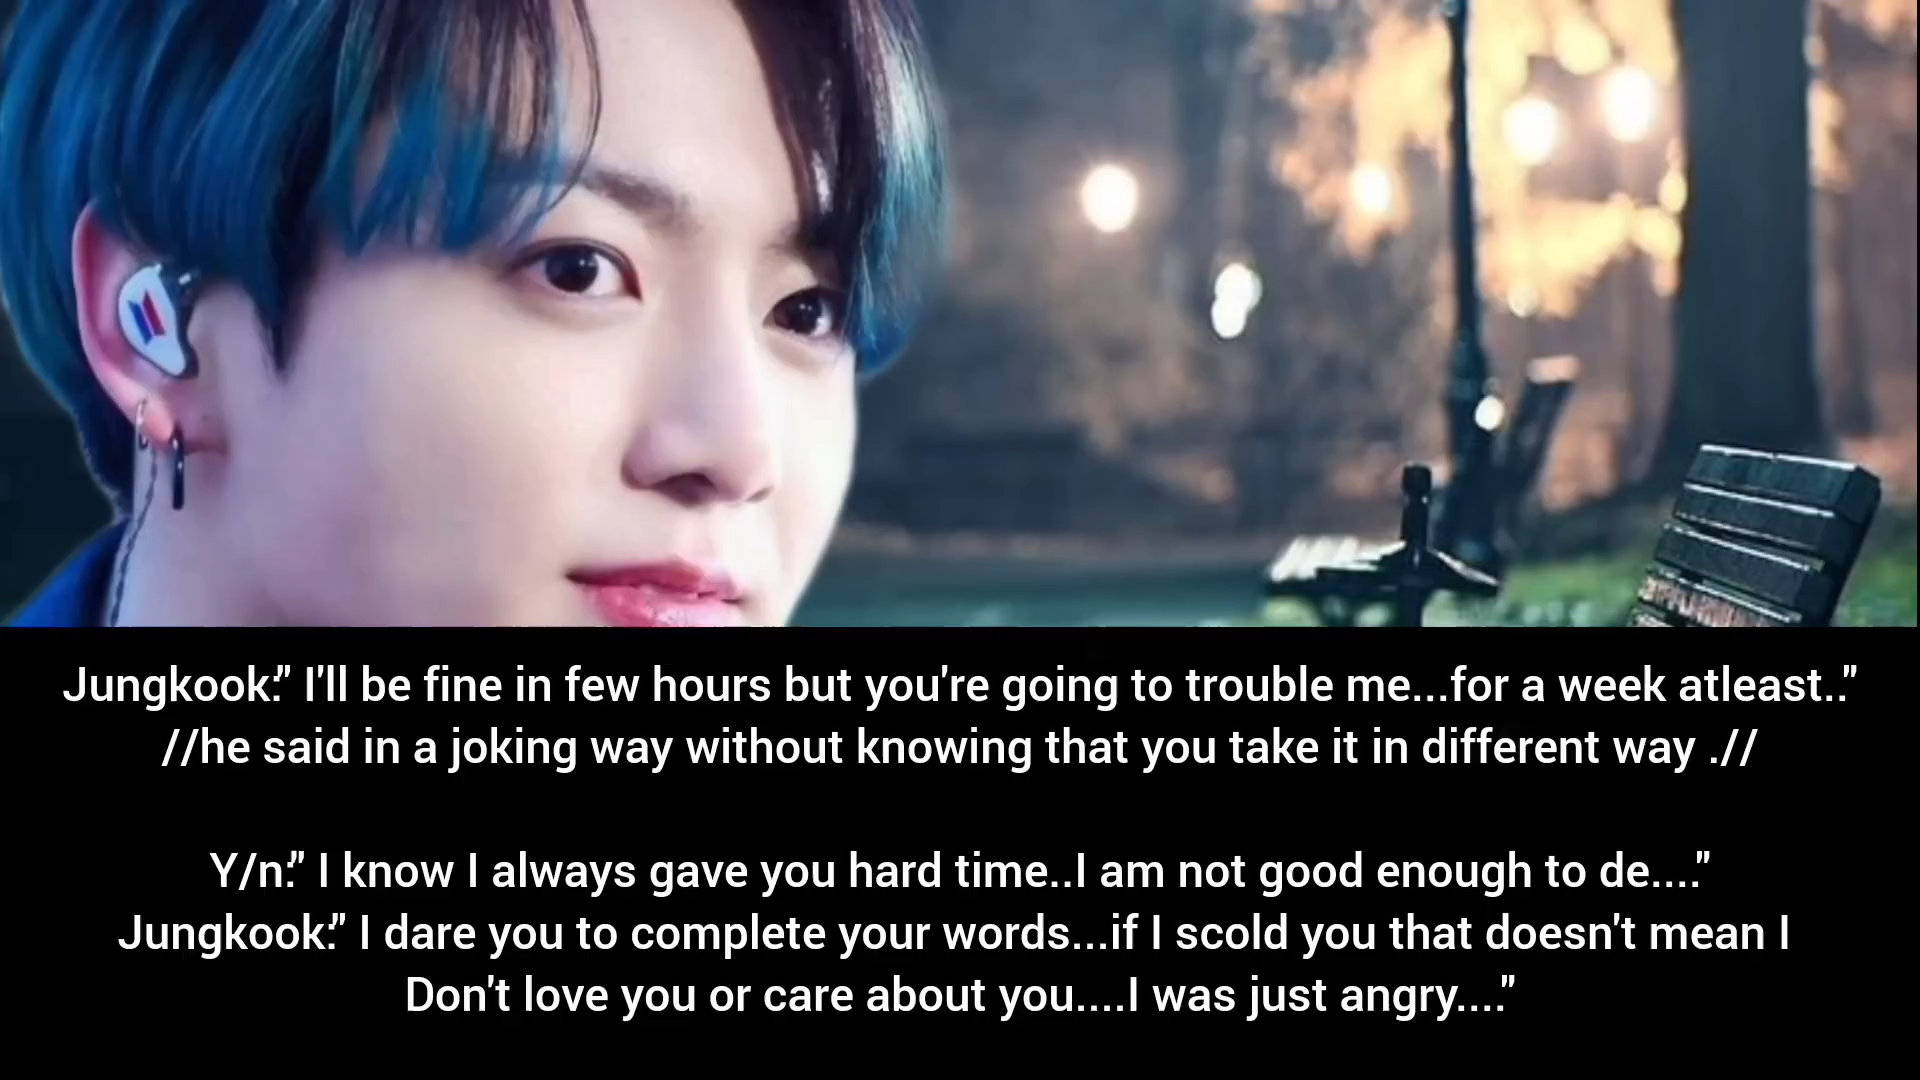 Jungkook:" I'll be fine in few hours but you're going to trouble me...for a week atleast.."
//he said in a joking way without knowing that you take it in different way .//
Y/n:" I know I always gave you hard time..I am not good enough to de...."
Jungkook:" I dare you to complete your words...if I scold you that doesn't mean I
Don't love you or care about you....I was just angry...."